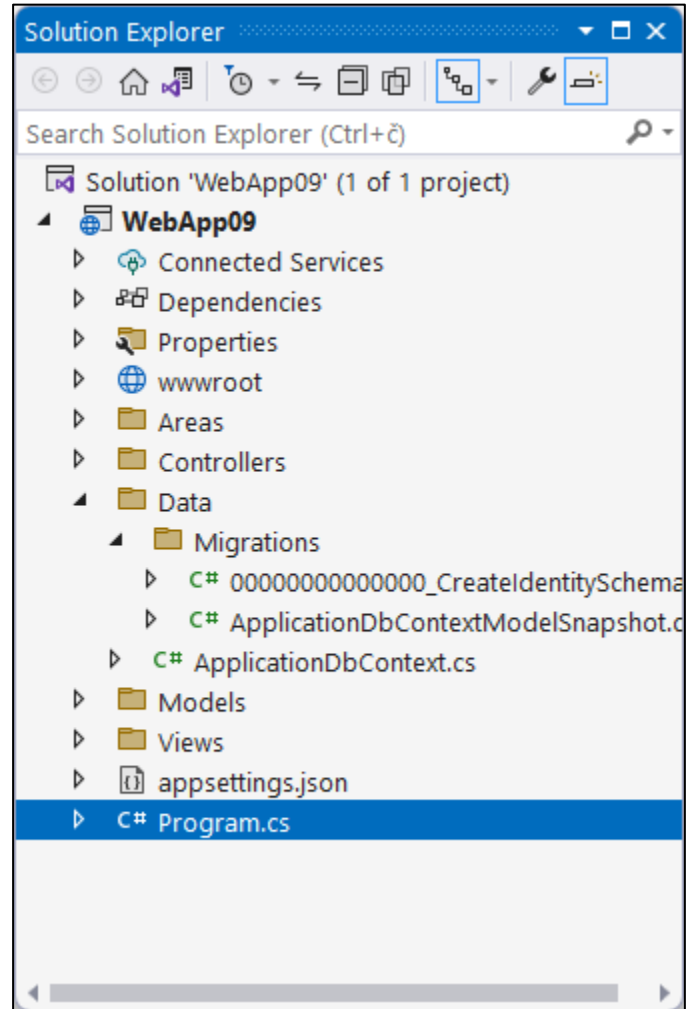 Solution Explorer
Search Solution Explorer (Ctrl+č)
Solution 'WebApp09' (1 of 1 project)
WebApp09
Connected Services
Dependencies
Properties
wwwroot
Areas
Controllers
Data
Migrations
C# 00000000000000_CreateIdentitySchema
C# ApplicationDbContextModelSnapshot.c
C# ApplicationDbContext.cs
Models
Views
appsettings.json
C# Program.cs